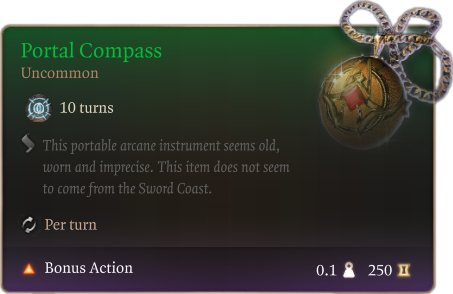 Portal Compass
Uncommon
10 turns
This portable arcane instrument seems old,
worn and imprecise. This item does not seem
to come from the Sword Coast.
Per turn
Bonus Action 0.1 250